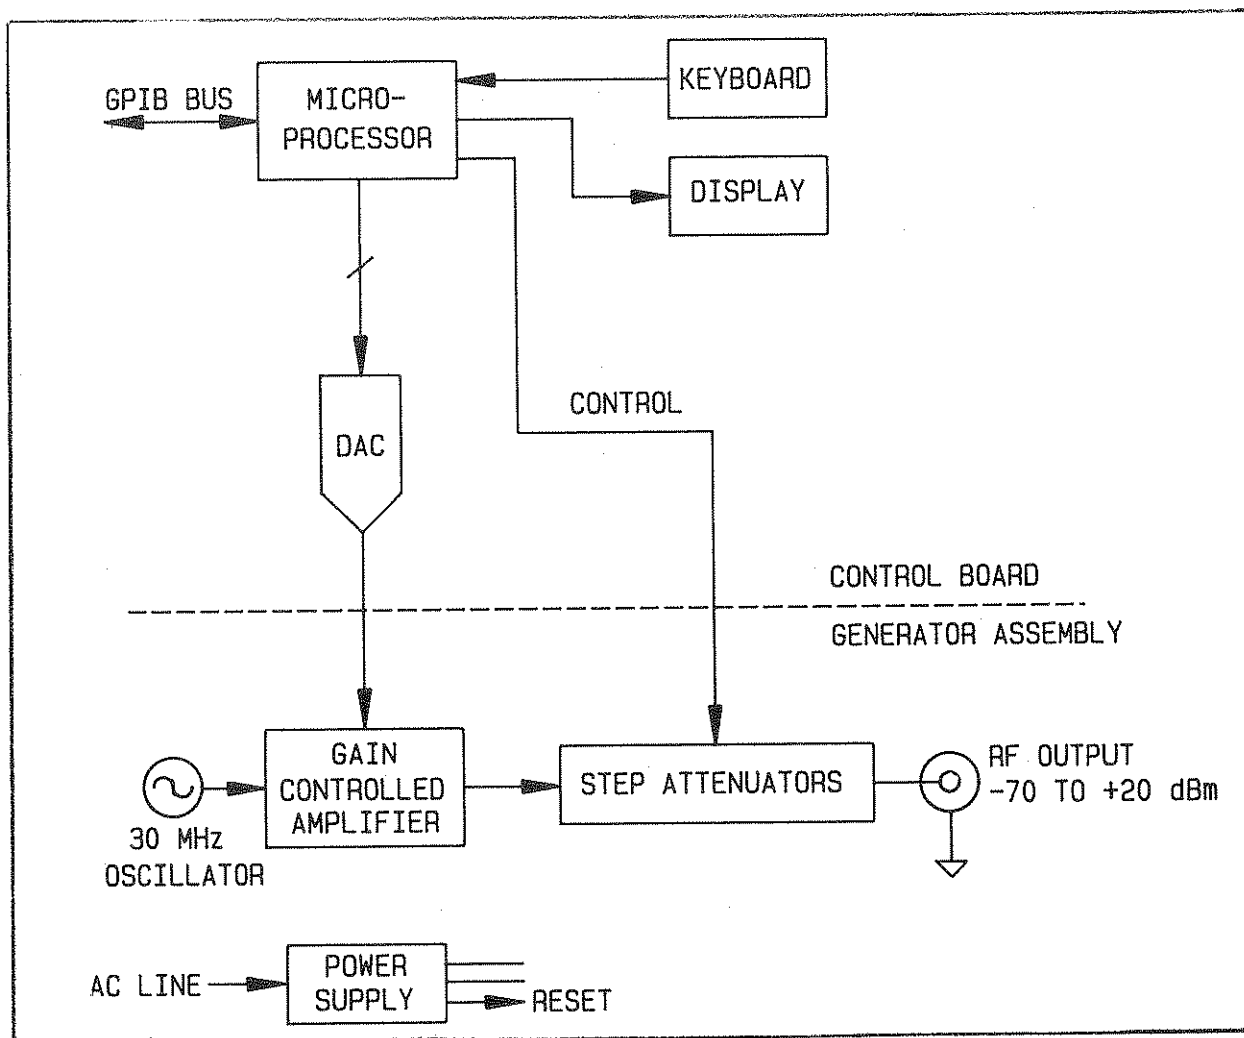 KEYBOARD
GPIB BUS
MICRO-
PROCESSOR
DISPLAY
CONTROL
DAC
CONTROL BOARD
GENERATOR ASSEMBLY
GAIN
CONTROLLED
AMPLIFIER
STEP ATTENUATORS
RF OUTPUT
-70 TO +20 dBm
30 MHz
OSCILLATOR
AC LINE
POWER
SUPPLY
RESET